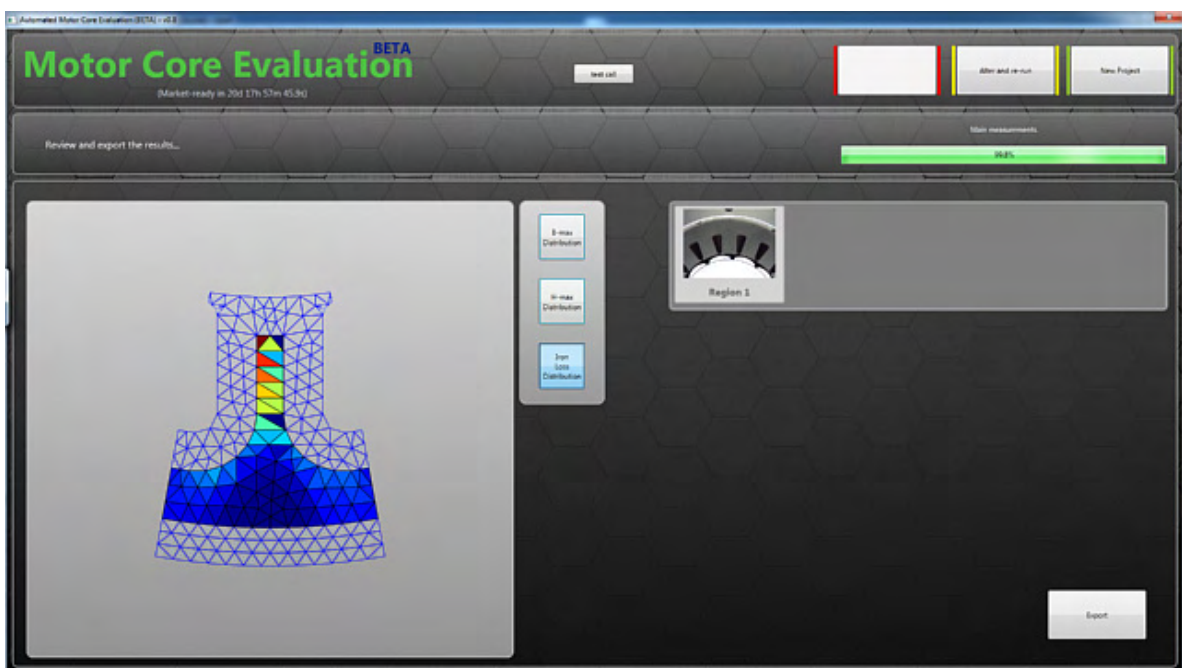 Automated Motor Core Evaluation (BETA) - v0.8
Motor Core Evaluation
BETA
(Market-ready in 20d 17h 57m 45.9s)
test call
Alter and re-run
New Project
Review and export the results...
Main measurements
B-max
Distribution
H-max
Distribution
Iron
Loss
Distribution
Region 1
Export